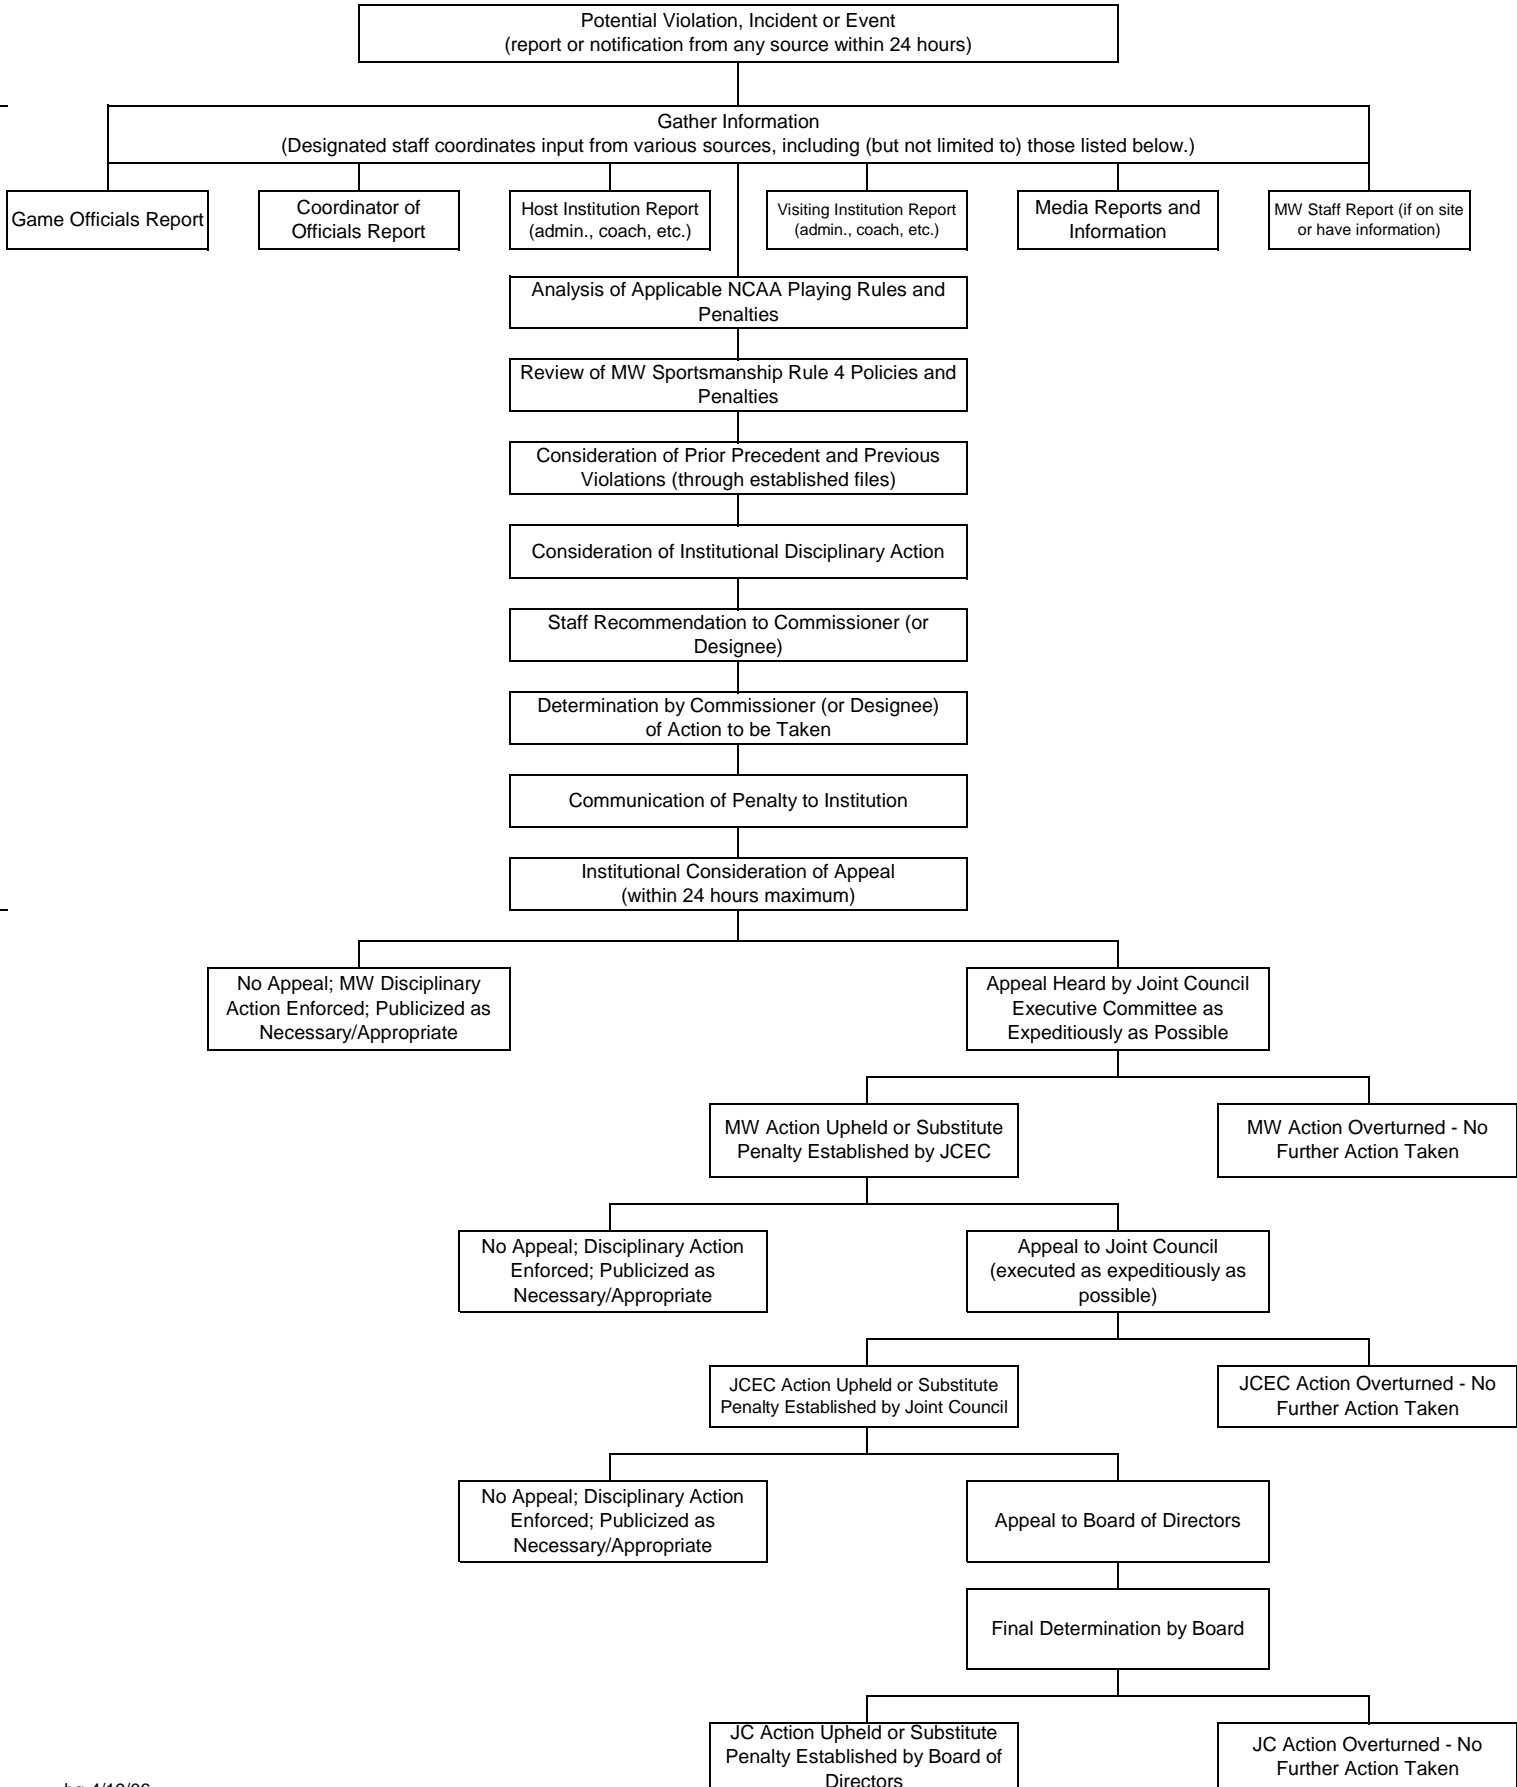 Potential Violation, Incident or Event
(report or notification from any source within 24 hours)
Gather Information
(Designated staff coordinates input from various sources, including (but not limited to) those listed below.)
Game Officials Report
Coordinator of
Officials Report
Host Institution Report
(admin., coach, etc.)
Visiting Institution Report
(admin., coach, etc.)
Media Reports and
Information
MW Staff Report (if on site
or have information)
Analysis of Applicable NCAA Playing Rules and
Penalties
Review of MW Sportsmanship Rule 4 Policies and
Penalties
Consideration of Prior Precedent and Previous
Violations (through established files)
Consideration of Institutional Disciplinary Action
Staff Recommendation to Commissioner (or
Designee)
Determination by Commissioner (or Designee)
of Action to be Taken
Communication of Penalty to Institution
Institutional Consideration of Appeal
(within 24 hours maximum)
No Appeal; MW Disciplinary
Action Enforced; Publicized as
Necessary/Appropriate
Appeal Heard by Joint Council
Executive Committee as
Expeditiously as Possible
MW Action Upheld or Substitute
Penalty Established by JCEC
MW Action Overturned - No
Further Action Taken
No Appeal; Disciplinary Action
Enforced; Publicized as
Necessary/Appropriate
Appeal to Joint Council
(executed as expeditiously as
possible)
JCEC Action Upheld or Substitute
Penalty Established by Joint Council
JCEC Action Overturned - No
Further Action Taken
No Appeal; Disciplinary Action
Enforced; Publicized as
Necessary/Appropriate
Appeal to Board of Directors
Final Determination by Board
JC Action Upheld or Substitute
Penalty Established by Board of
Directors
JC Action Overturned - No
Further Action Taken